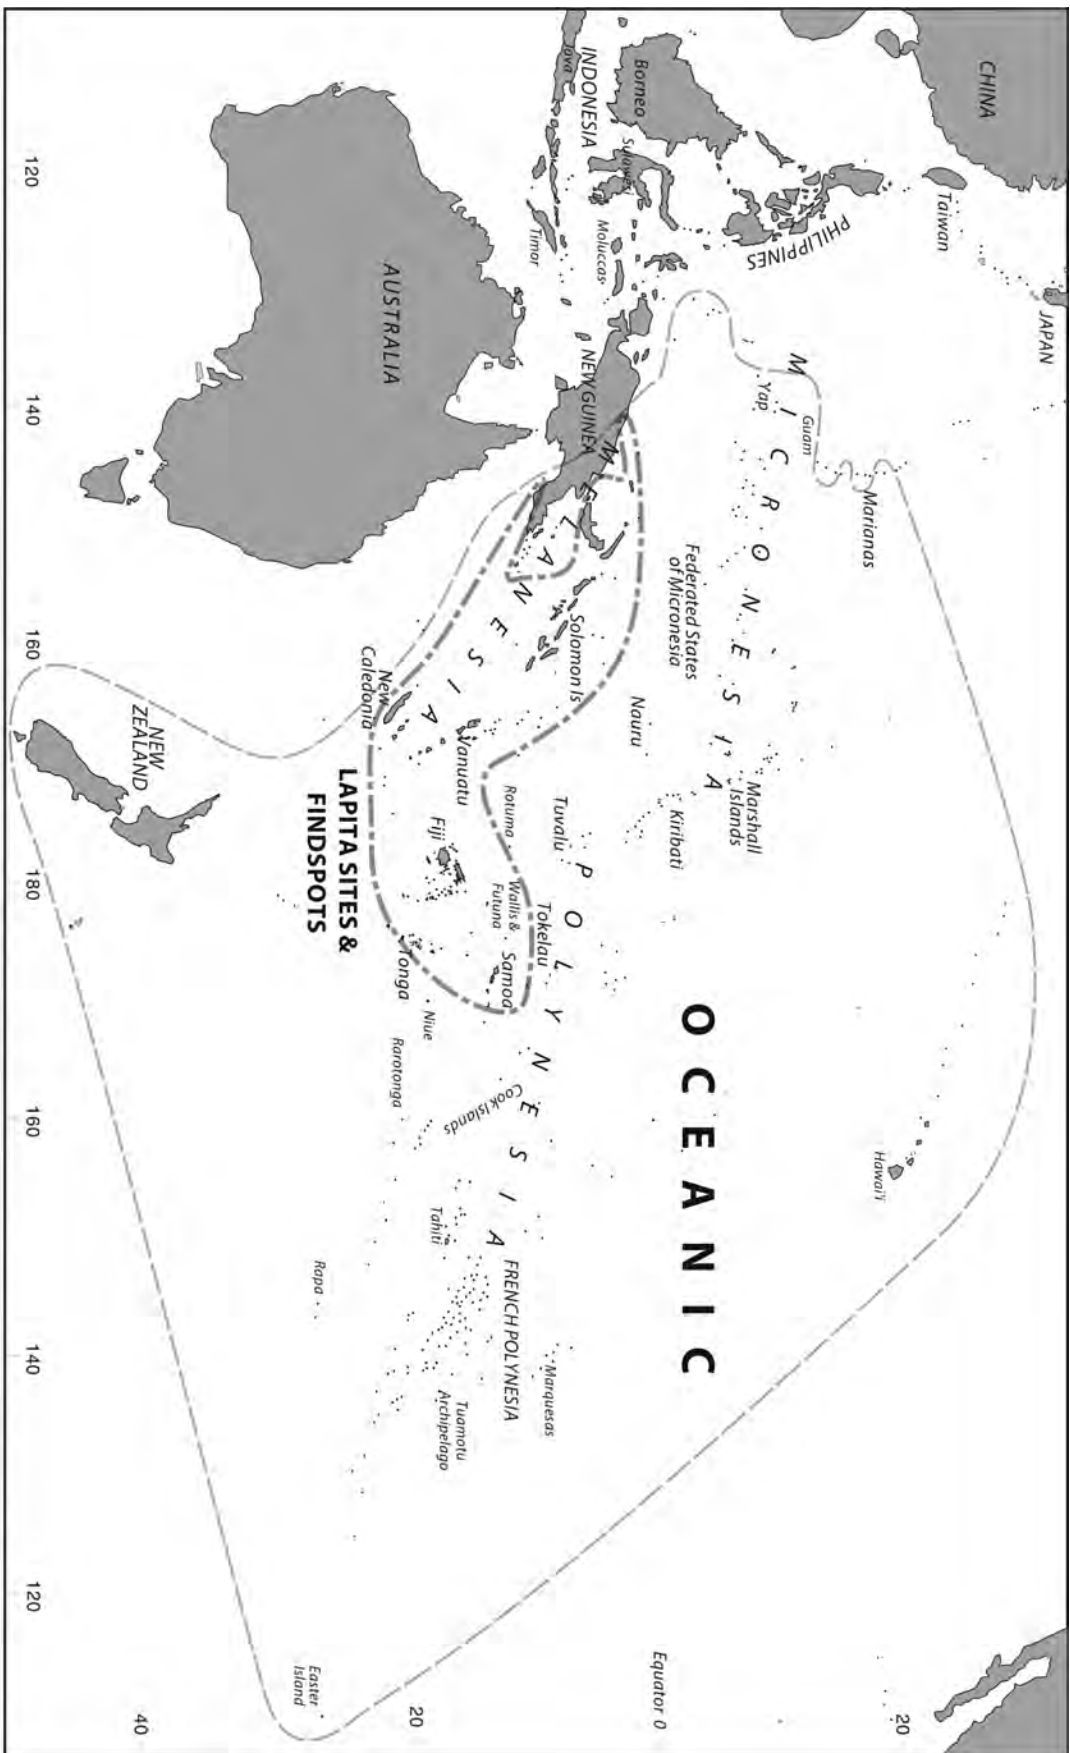 CHINA
JAPAN
Taiwan
PHILIPPINES
INDONESIA
Borneo
Java
Sulawesi
Moluccas
Timor
NEW GUINEA
AUSTRALIA
MICRONESIA
Yap
Guam
Marianas
Federated States
of Micronesia
Marshall
Islands
Nauru
Kiribati
MELANESIA
Solomon Is
Vanuatu
New
Caledonia
Fiji
Rotuma
Tuvalu
Wallis &
Futuna
Tokelau
Samoa
Tonga
Niue
LAPITA SITES &
FINDSPOTS
NEW
ZEALAND
OCEANIC
POLYNESIA
Hawai'i
Cook Islands
Rarotonga
Tahiti
FRENCH POLYNESIA
Marquesas
Tuamotu
Archipelago
Rapa
Easter
Island
Equator 0
20
20
40
120
140
160
180
160
140
120